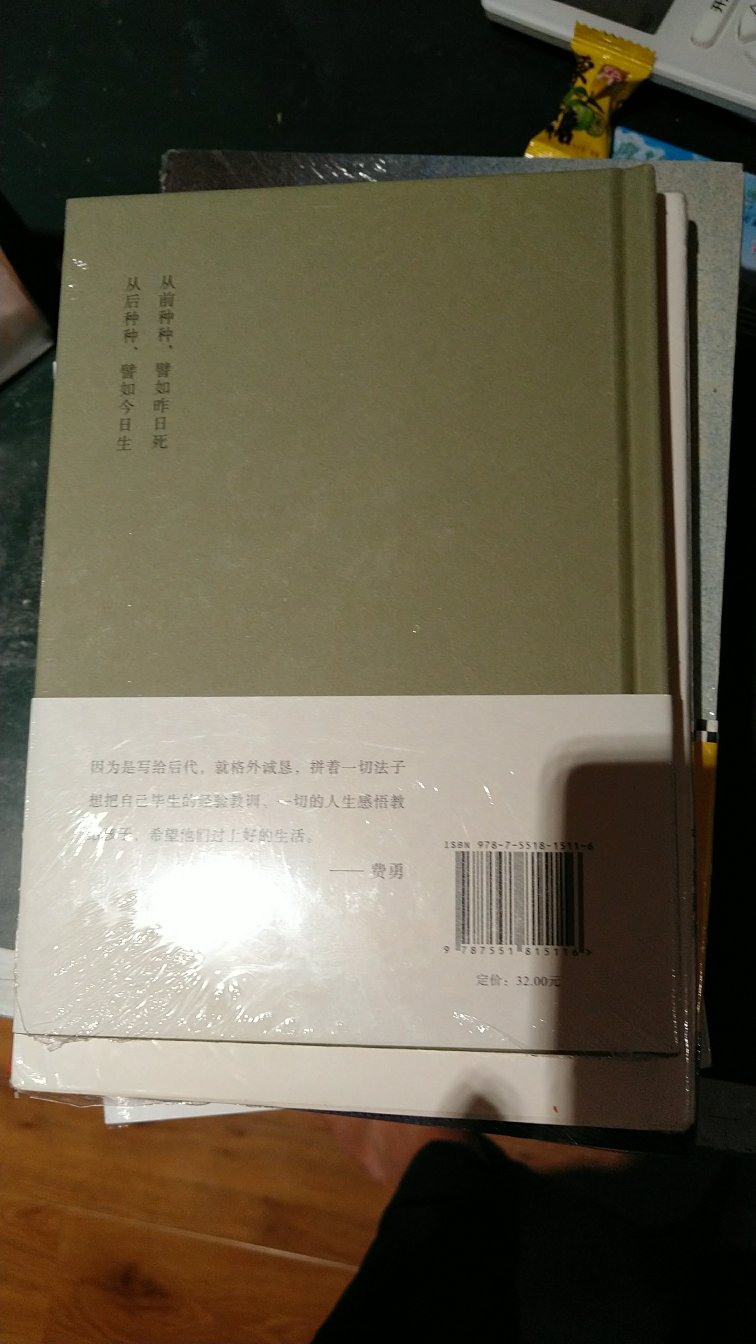 从前种种，譬如昨日死
从后种种，譬如今日生
因为是写给后代，就格外诚恳，拼着一切法子
想把自己毕生的经验教训、一切的人生感悟教
子，希望他们过上好的生活。
—— 费勇
ISBN 978-7-5518-1511-6
9 787551 815116 >
定价：32.00元